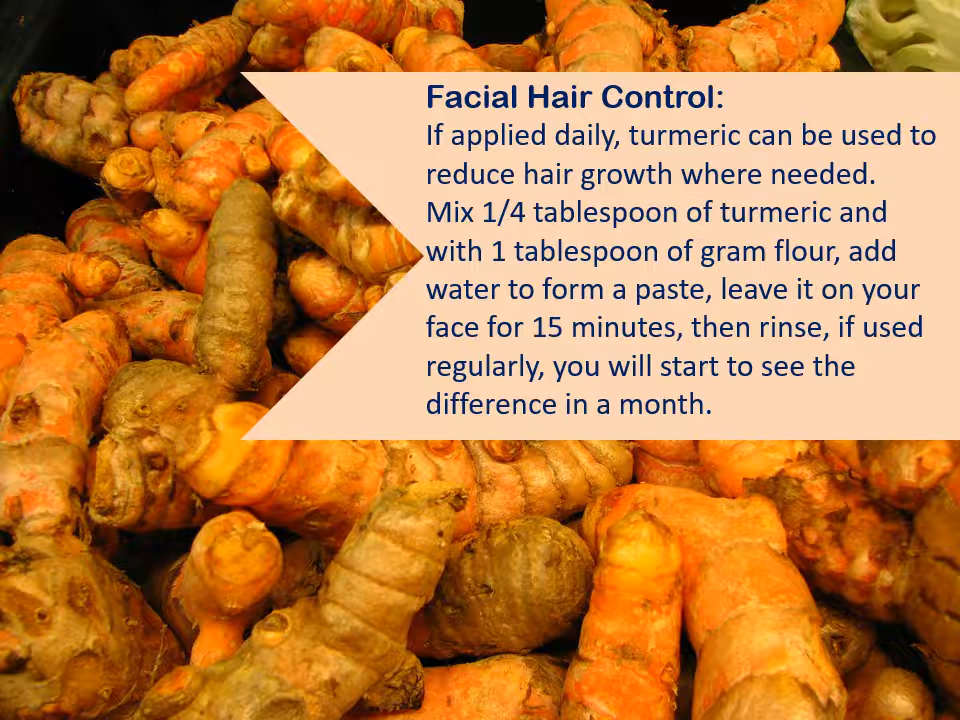 Facial Hair Control:
If applied daily, turmeric can be used to
reduce hair growth where needed.
Mix 1/4 tablespoon of turmeric and
with 1 tablespoon of gram flour, add
water to form a paste, leave it on your
face for 15 minutes, then rinse, if used
regularly, you will start to see the
difference in a month.